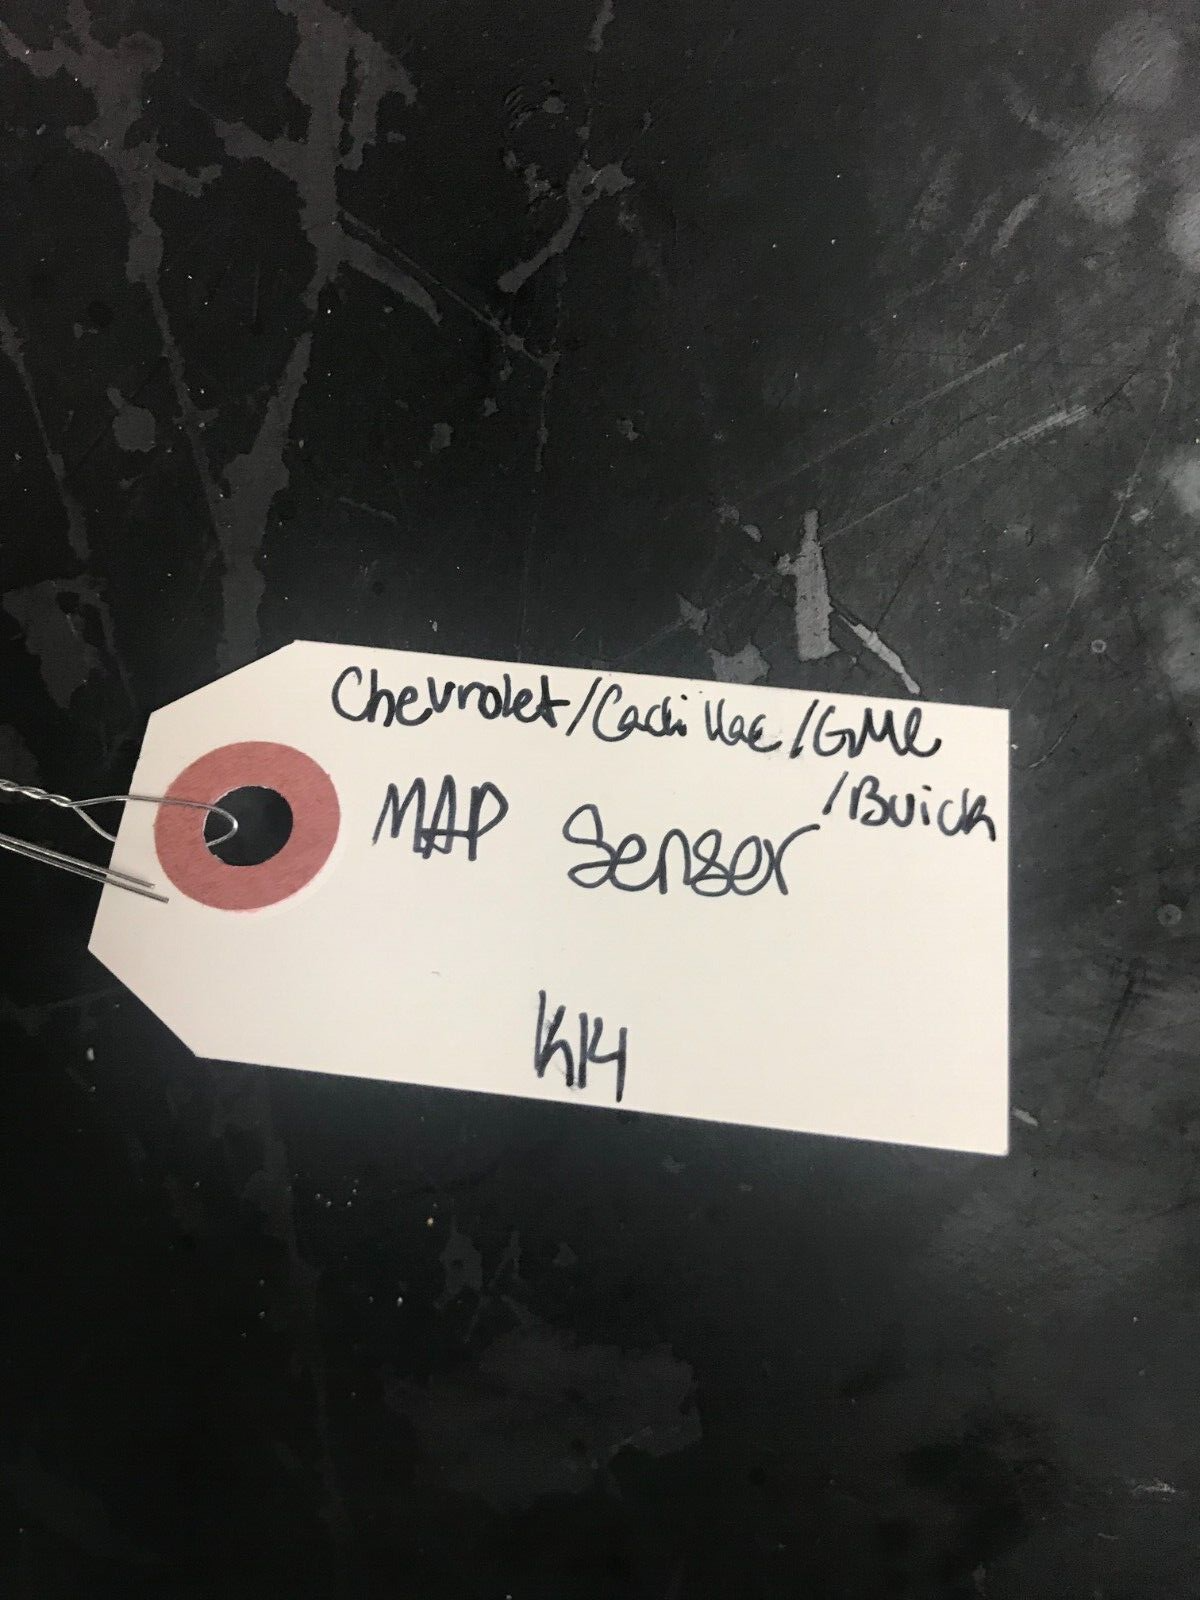 Chevrolet/Cadillac/GMC
/Buick
MAP Senser
KK4